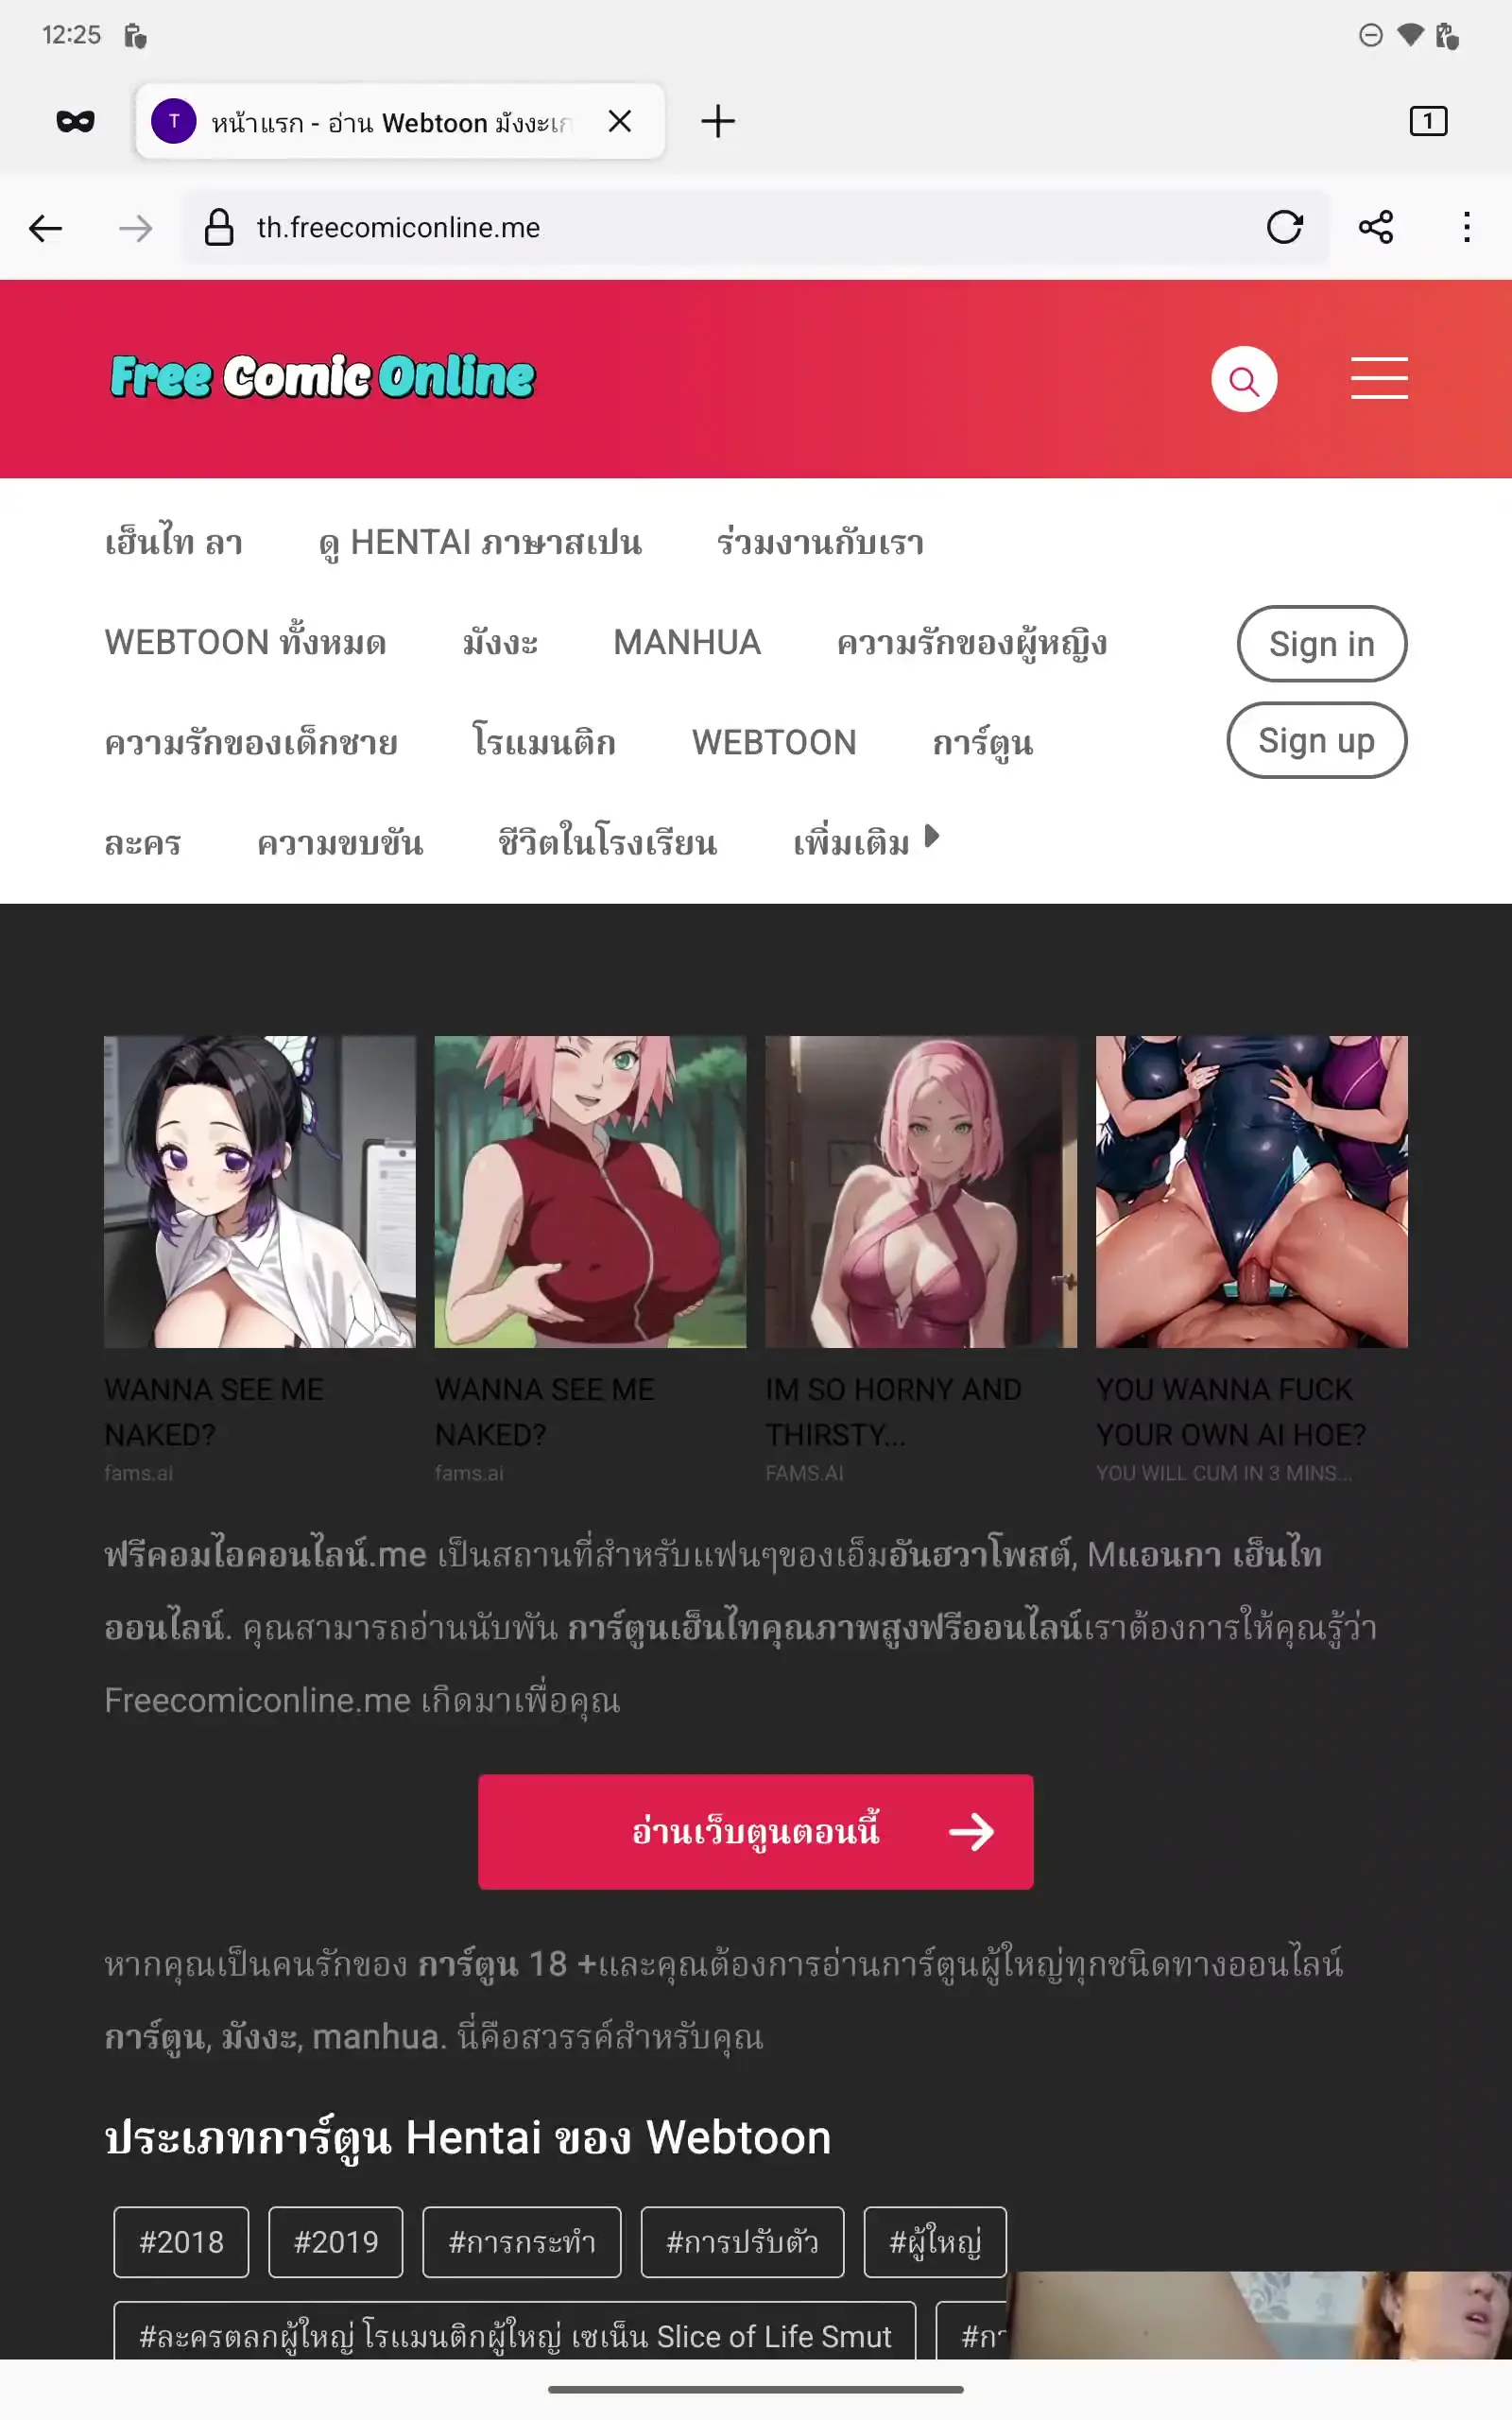 12:25
T หน้าแรก - อ่าน Webtoon มังงะเก
1
th.freecomiconline.me
Free Comic Online
เฮ็นไท ลา ดู HENTAI ภาษาสเปน ร่วมงานกับเรา
WEBTOON ทั้งหมด มังงะ MANHUA ความรักของผู้หญิง Sign in
ความรักของเด็กชาย โรแมนติก WEBTOON การ์ตูน Sign up
ละคร ความขบขัน ชีวิตในโรงเรียน เพิ่มเติม
WANNA SEE ME
NAKED?
fams.ai
WANNA SEE ME
NAKED?
fams.ai
IM SO HORNY AND
THIRSTY...
FAMS.AI
YOU WANNA FUCK
YOUR OWN AI HOE?
YOU WILL CUM IN 3 MINS...
ฟรีคอมไอคอนไลน์.me เป็นสถานที่สำหรับแฟนๆของเอ็มอันฮวาโพสต์, Mแอนกา เฮ็นไท
ออนไลน์. คุณสามารถอ่านนับพัน การ์ตูนเฮ็นไทคุณภาพสูงฟรีออนไลน์เราต้องการให้คุณรู้ว่า
Freecomiconline.me เกิดมาเพื่อคุณ
อ่านเว็บตูนตอนนี้
หากคุณเป็นคนรักของ การ์ตูน 18 +และคุณต้องการอ่านการ์ตูนผู้ใหญ่ทุกชนิดทางออนไลน์
การ์ตูน, มังงะ, manhua. นี่คือสวรรค์สำหรับคุณ
ประเภทการ์ตูน Hentai ของ Webtoon
#2018 #2019 #การกระทำ #การปรับตัว #ผู้ใหญ่
#ละครตลกผู้ใหญ่ โรแมนติกผู้ใหญ่ เซเน็น Slice of Life Smut #กา